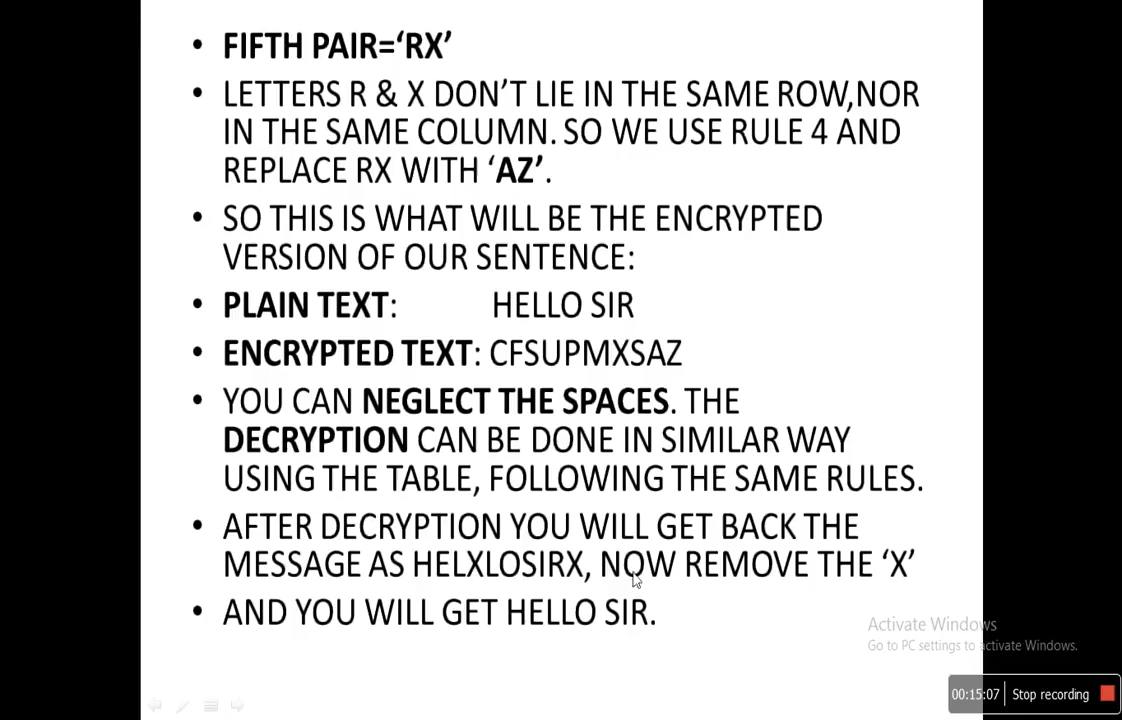 • FIFTH PAIR=‘RX’
• LETTERS R & X DON’T LIE IN THE SAME ROW,NOR
IN THE SAME COLUMN. SO WE USE RULE 4 AND
REPLACE RX WITH ‘AZ’.
• SO THIS IS WHAT WILL BE THE ENCRYPTED
VERSION OF OUR SENTENCE:
• PLAIN TEXT: HELLO SIR
• ENCRYPTED TEXT: CFSUPMXSAZ
• YOU CAN NEGLECT THE SPACES. THE
DECRYPTION CAN BE DONE IN SIMILAR WAY
USING THE TABLE, FOLLOWING THE SAME RULES.
• AFTER DECRYPTION YOU WILL GET BACK THE
MESSAGE AS HELXLOSIRX, NOW REMOVE THE ‘X’
• AND YOU WILL GET HELLO SIR.
Activate Windows
Go to PC settings to activate Windows.
00:15:07 Stop recording